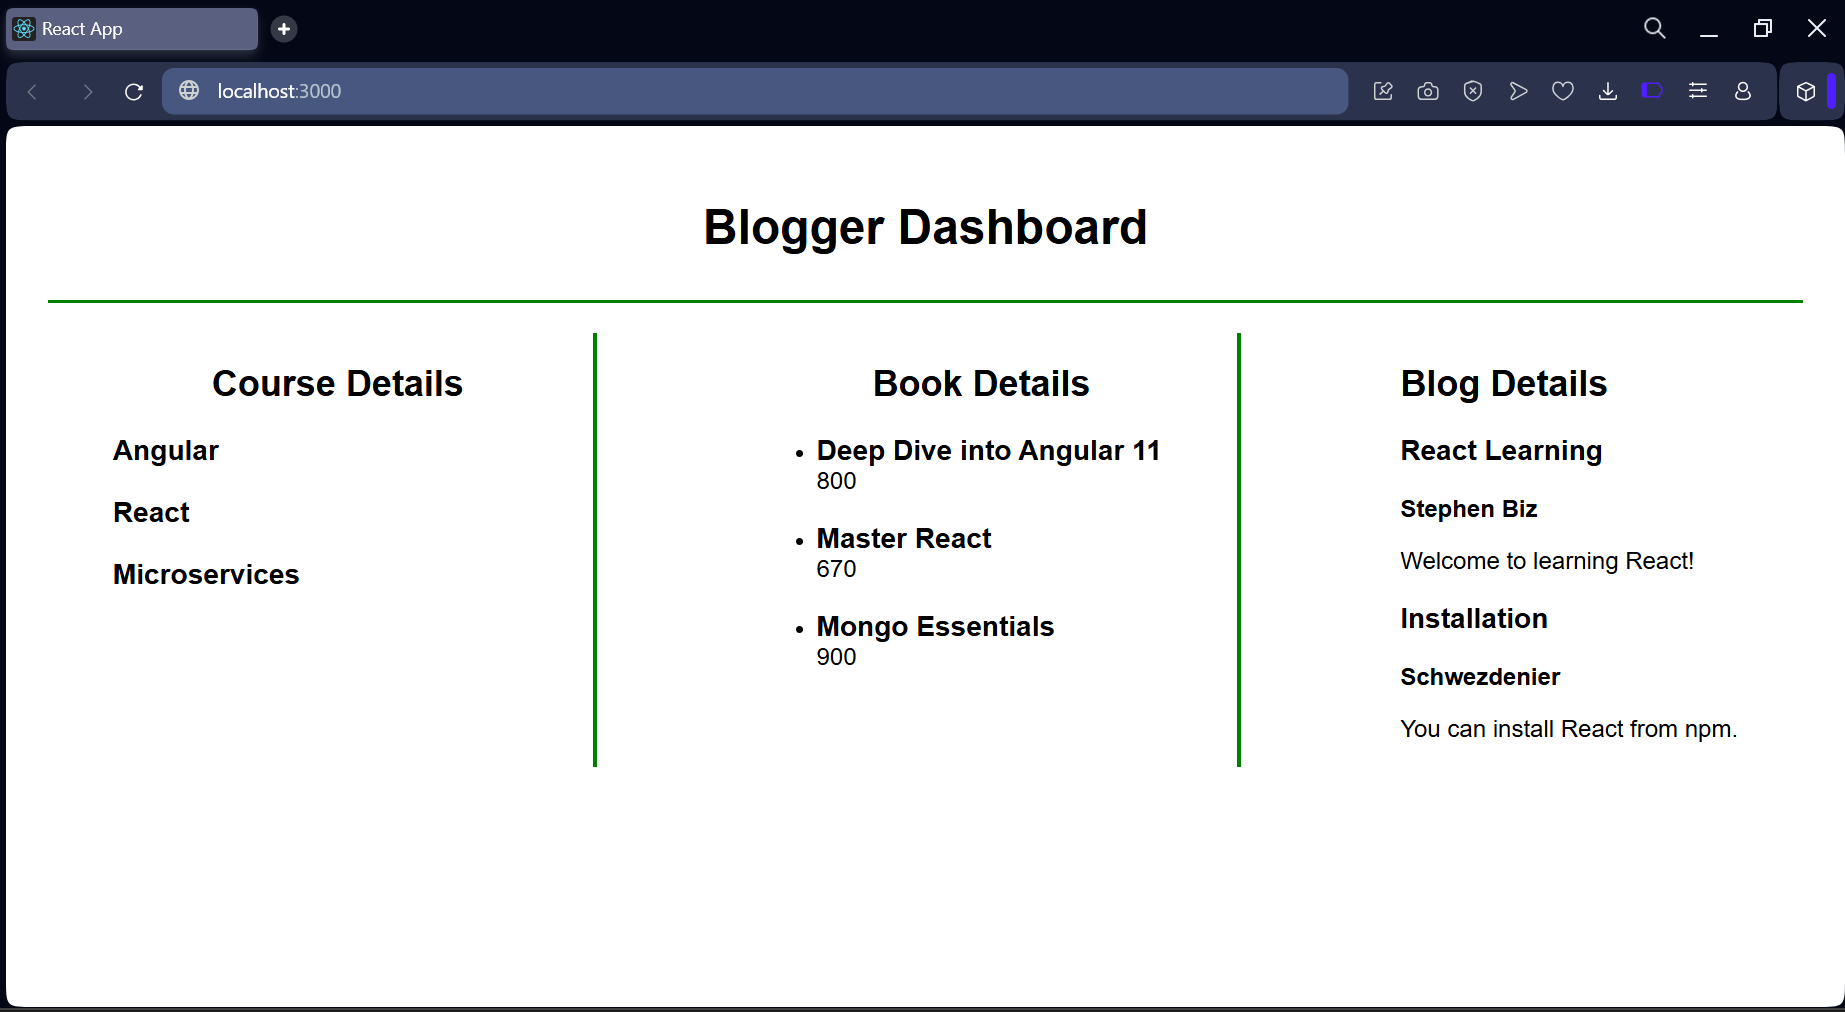 React App
localhost:3000
Blogger Dashboard
Course Details
Angular
React
Microservices
Book Details
Deep Dive into Angular 11
800
Master React
670
Mongo Essentials
900
Blog Details
React Learning
Stephen Biz
Welcome to learning React!
Installation
Schwezdenier
You can install React from npm.